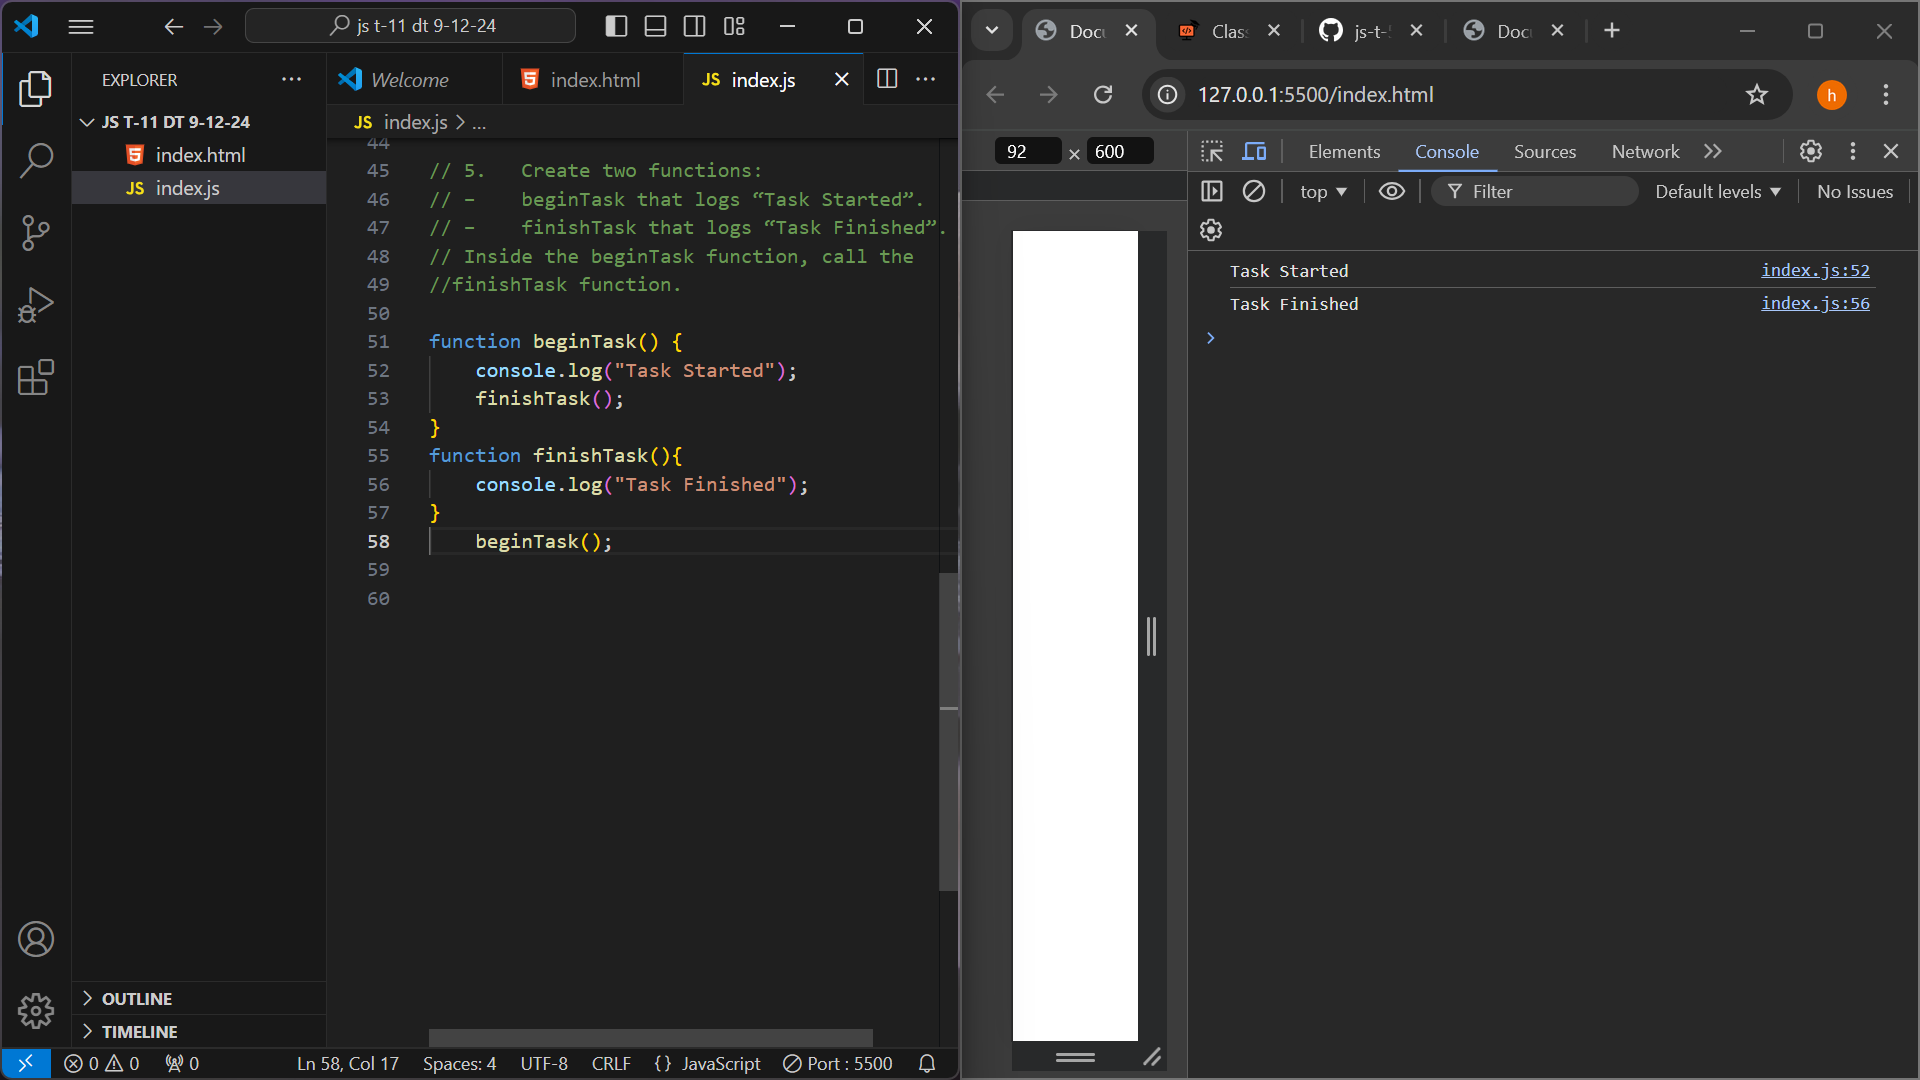 js t-11 dt 9-12-24
EXPLORER
JS T-11 DT 9-12-24
index.html
JS index.js
OUTLINE
TIMELINE
Welcome
index.html
JS index.js
JS index.js > ...
44
45 // 5.   Create two functions:
46 // –    beginTask that logs “Task Started”.
47 // –    finishTask that logs “Task Finished”.
48 // Inside the beginTask function, call the
49 //finishTask function.
50
51 function beginTask() {
52     console.log("Task Started");
53     finishTask();
54 }
55 function finishTask(){
56     console.log("Task Finished");
57 }
58     beginTask();
59
60
0 0 0 Ln 58, Col 17 Spaces: 4 UTF-8 CRLF {} JavaScript Port : 5500
Docu Class js-t- Docu
127.0.0.1:5500/index.html h
92 × 600
Elements Console Sources Network
top Filter Default levels No Issues
Task Started index.js:52
Task Finished index.js:56